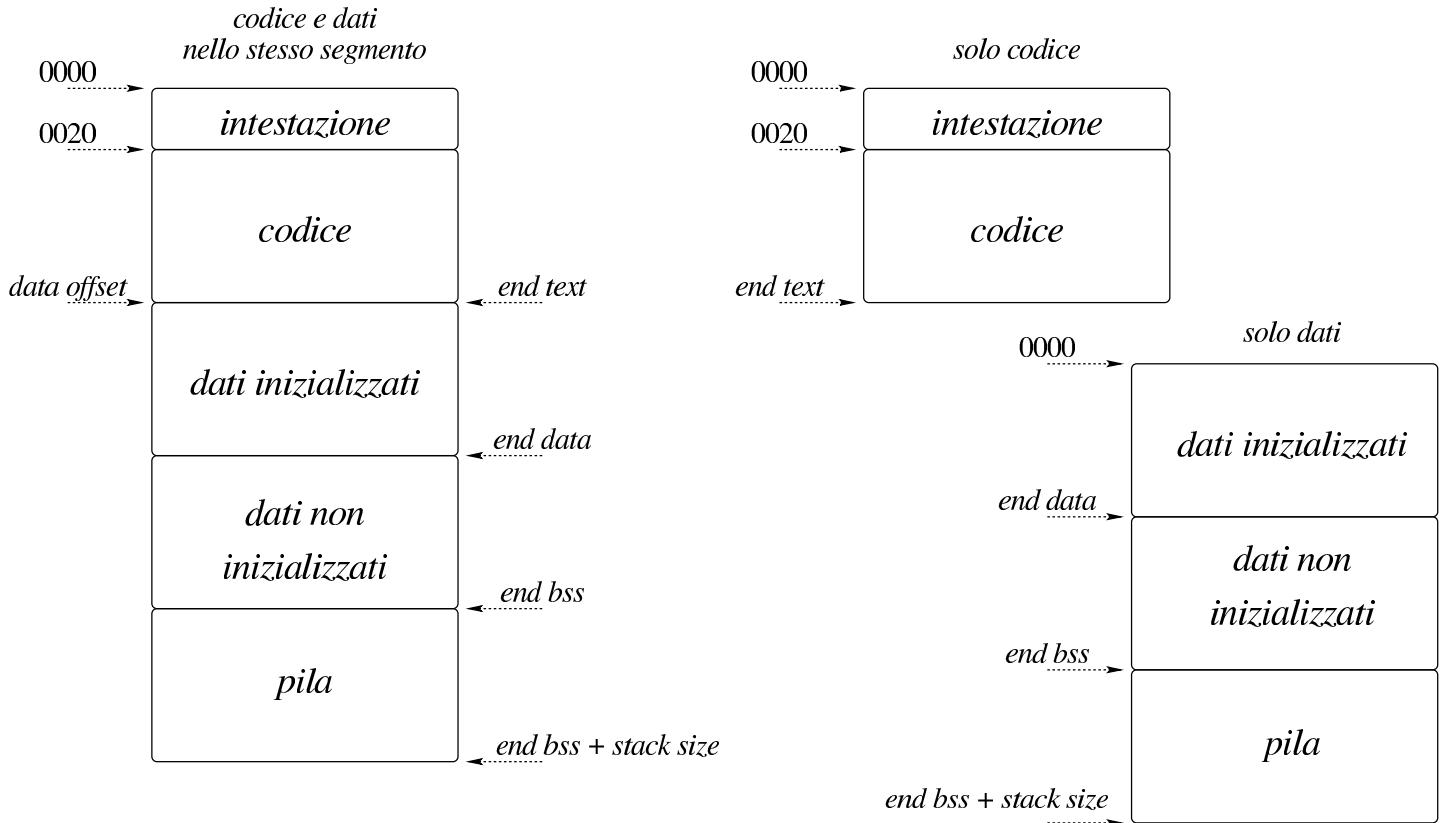 codice e dati
nello stesso segmento
0000
intestazione
0020
codice
data offset
end text
dati inizializzati
end data
dati non
inizializzati
end bss
pila
end bss + stack size
solo codice
0000
intestazione
0020
codice
end text
solo dati
0000
dati inizializzati
end data
dati non
inizializzati
end bss
pila
end bss + stack size